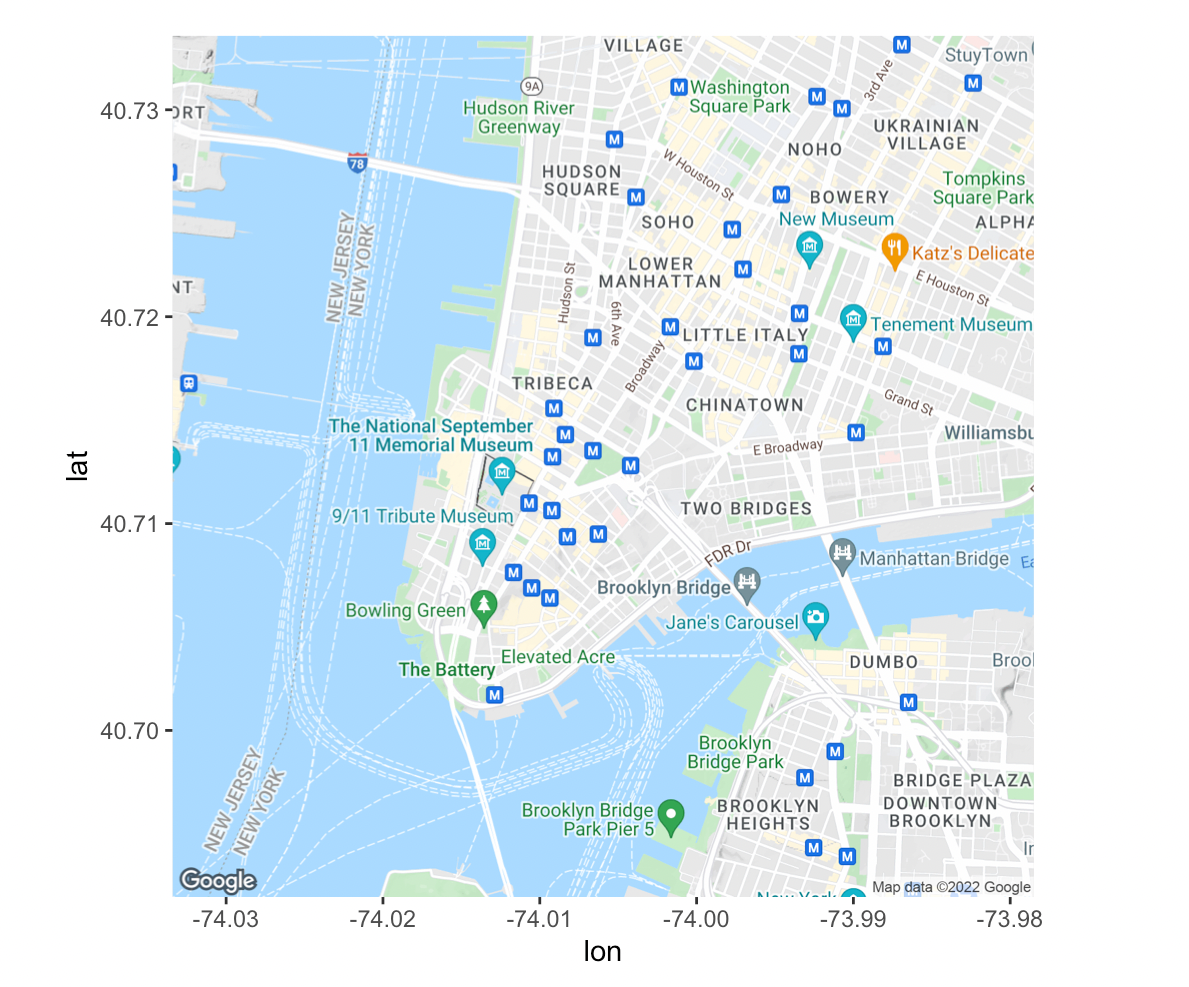 VILLAGE
StuyTown
3rd Ave
9A
Washington
Square Park
40.73
ORT
Hudson River
Greenway
UKRAINIAN
VILLAGE
NOHO
78
W Houston St
HUDSON
SQUARE
Tompkins
Square Park
BOWERY
New Museum
SOHO
ALPHA
NEW JERSEY
NEW YORK
Katz's Delicate
LOWER
MANHATTAN
Hudson St
6th Ave
E Houston St
NT
40.72
LITTLE ITALY
Tenement Museum
Broadway
TRIBECA
CHINATOWN
Grand St
The National September
11 Memorial Museum
E Broadway
Williamsbu
lat
9/11 Tribute Museum
TWO BRIDGES
40.71
FDR Dr
Manhattan Bridge
Ea
Brooklyn Bridge
Bowling Green
Jane's Carousel
Elevated Acre
The Battery
DUMBO
Brool
40.70
Brooklyn
Bridge Park
NEW JERSEY
NEW YORK
BRIDGE PLAZA
Brooklyn Bridge
Park Pier 5
BROOKLYN
HEIGHTS
DOWNTOWN
BROOKLYN
Google
Map data ©2022 Google
New York
-74.03
-74.02
-74.01
-74.00
-73.99
-73.98
lon